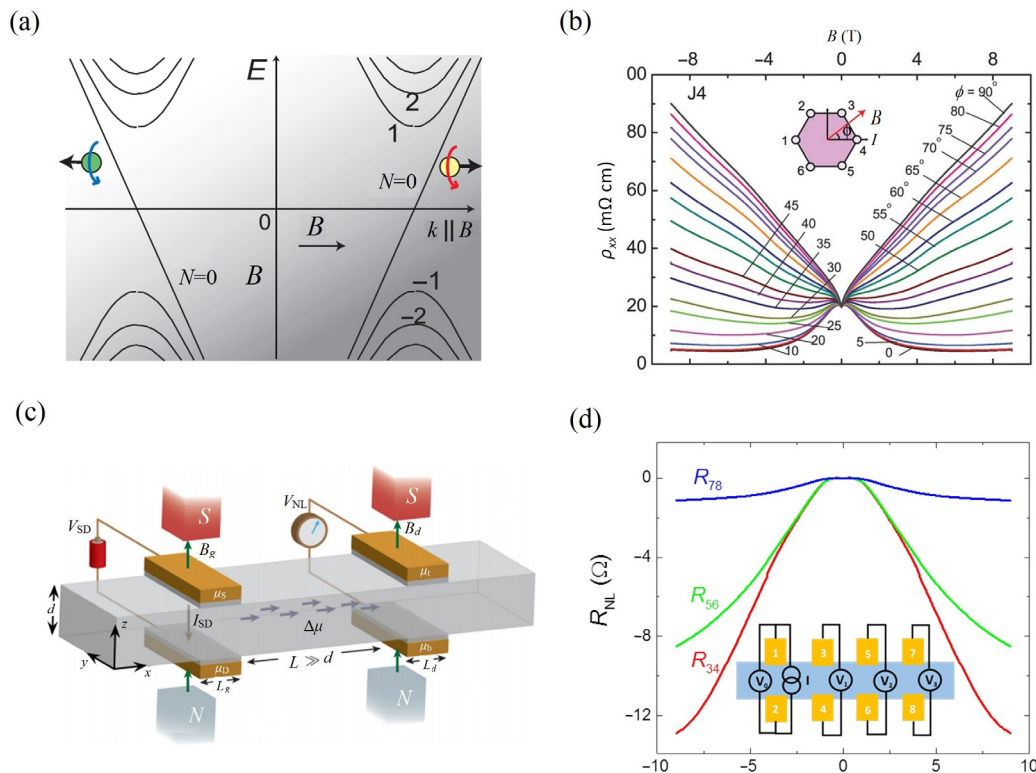 (a)
E
2
1
N=0
0
B
k || B
N=0
B
−1
−2
(b)
B (T)
−8
−4
0
4
8
00
80
60
40
20
0
ρxx (mΩ cm)
J4
2
3
B
1
ϕ
4
I
6
5
ϕ = 90°
80
75
70°
65°
60°
55°
50
45
40
35
30
30
25
20
10
5
0
(c)
S
S
VSD
VNL
Bg
Bd
μS
μt
d
z
ISD
Δμ
y
x
μD
L ≫ d
μb
Lg
Ld
N
N
(d)
RNL (Ω)
0
−4
−8
−12
R78
R56
R34
1
3
5
7
V0
I
V1
V2
V3
2
4
6
8
−10
−5
0
5
10